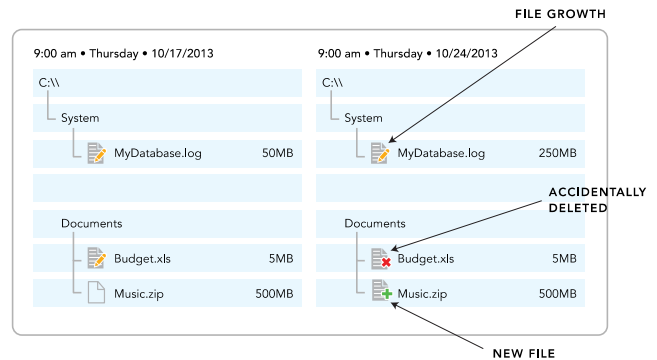 FILE GROWTH
9:00 am • Thursday • 10/17/2013
C:\\
System
MyDatabase.log 50MB
Documents
Budget.xls 5MB
Music.zip 500MB
9:00 am • Thursday • 10/24/2013
C:\\
System
MyDatabase.log 250MB
Documents
Budget.xls 5MB
Music.zip 500MB
ACCIDENTALLY
DELETED
NEW FILE